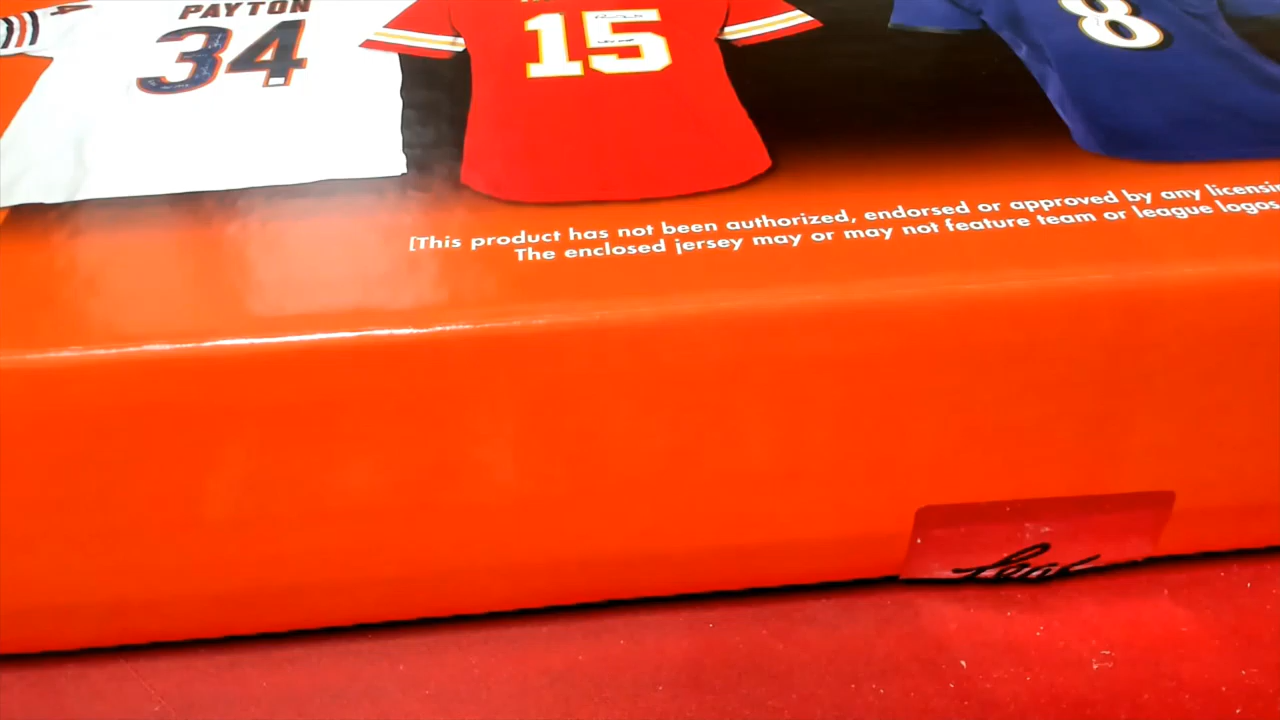 PAYTON
34
15
8
[This product has not been authorized, endorsed or approved by any
The enclosed jersey may or may not feature team or league logos
Leaf